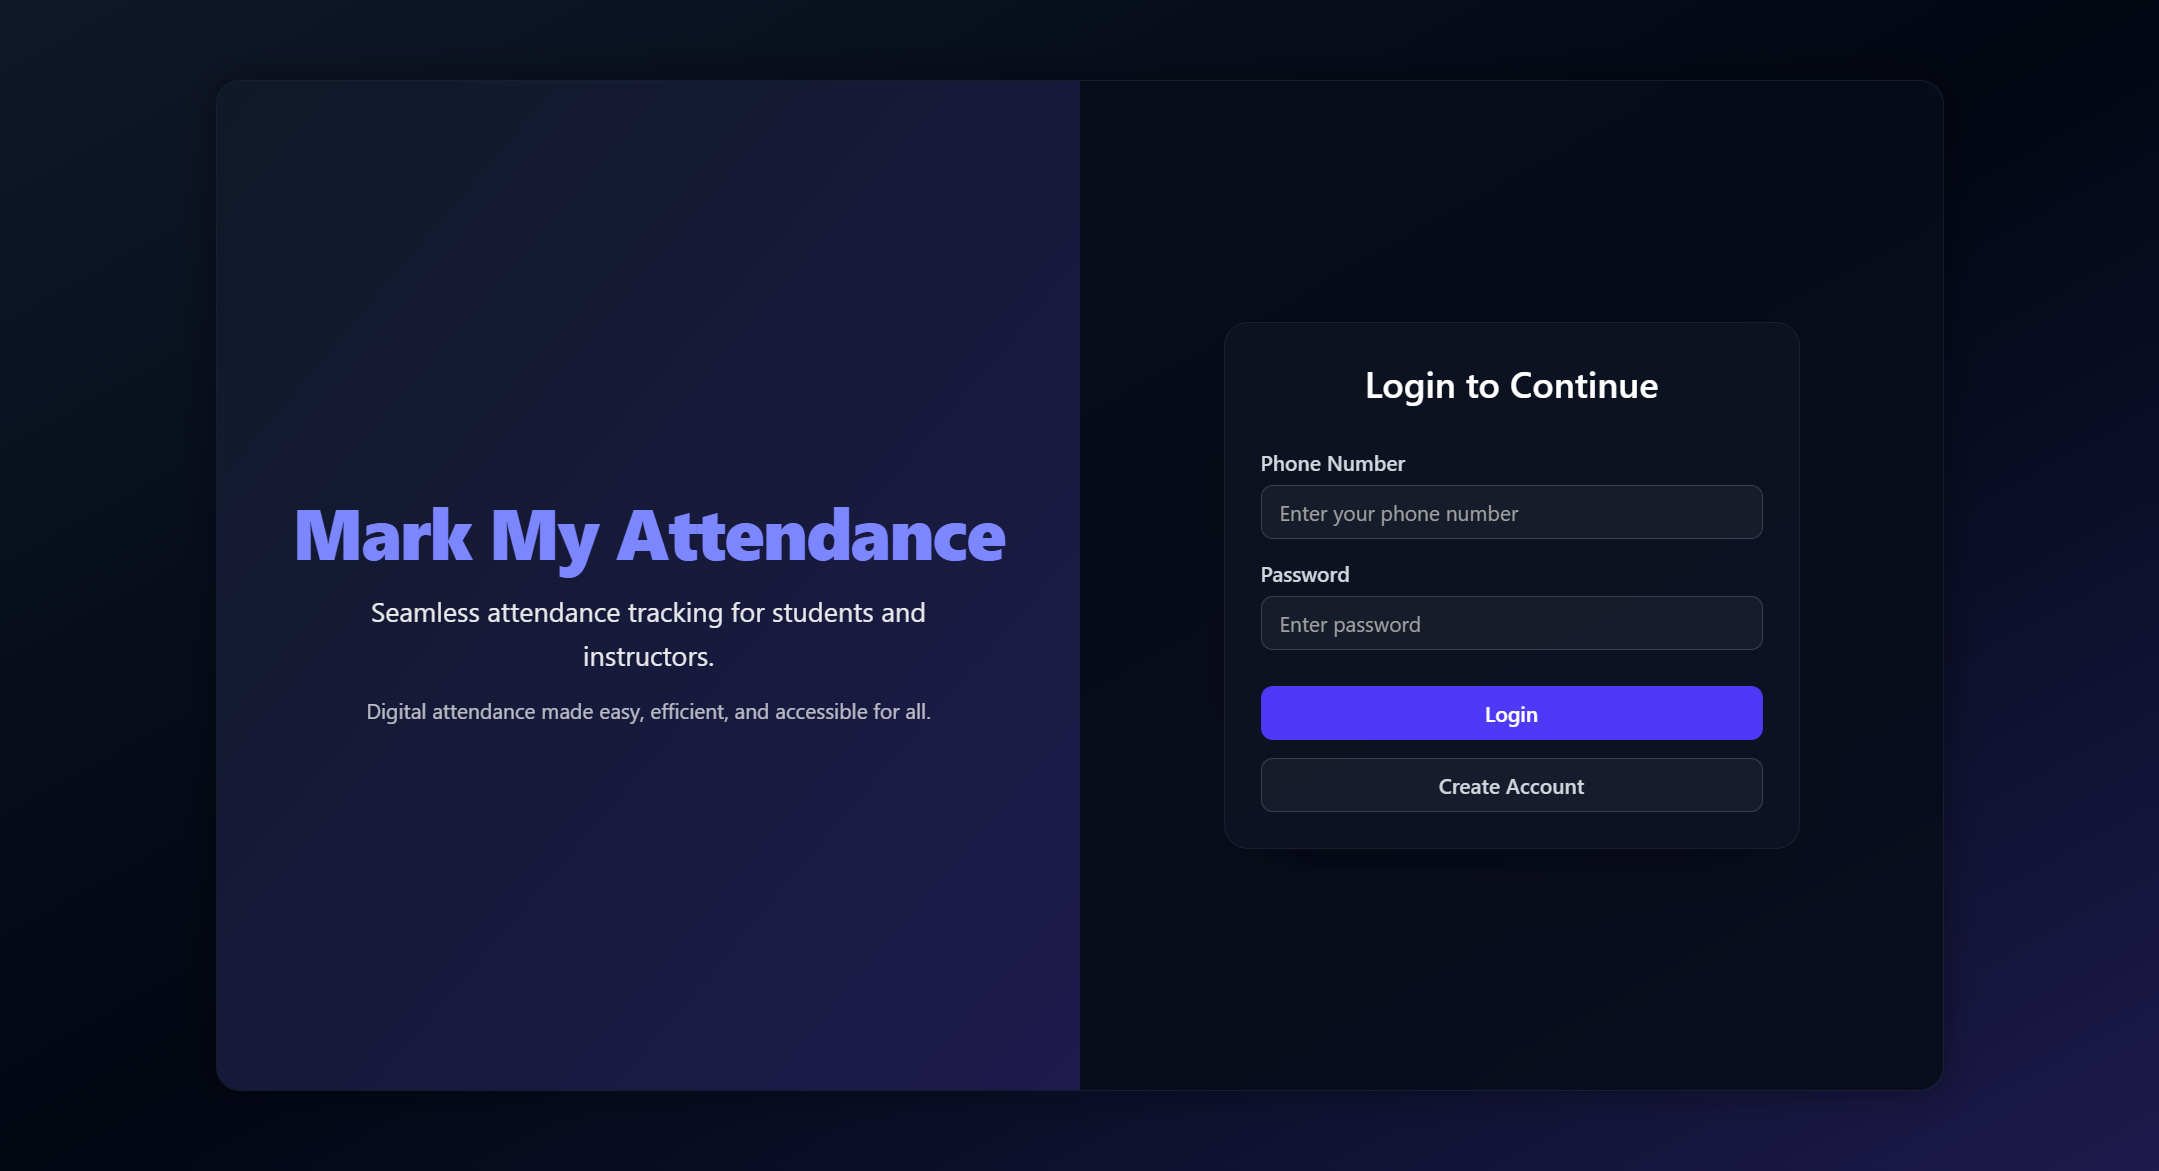 Mark My Attendance
Seamless attendance tracking for students and
instructors.
Digital attendance made easy, efficient, and accessible for all.
Login to Continue
Phone Number
Enter your phone number
Password
Enter password
Login
Create Account